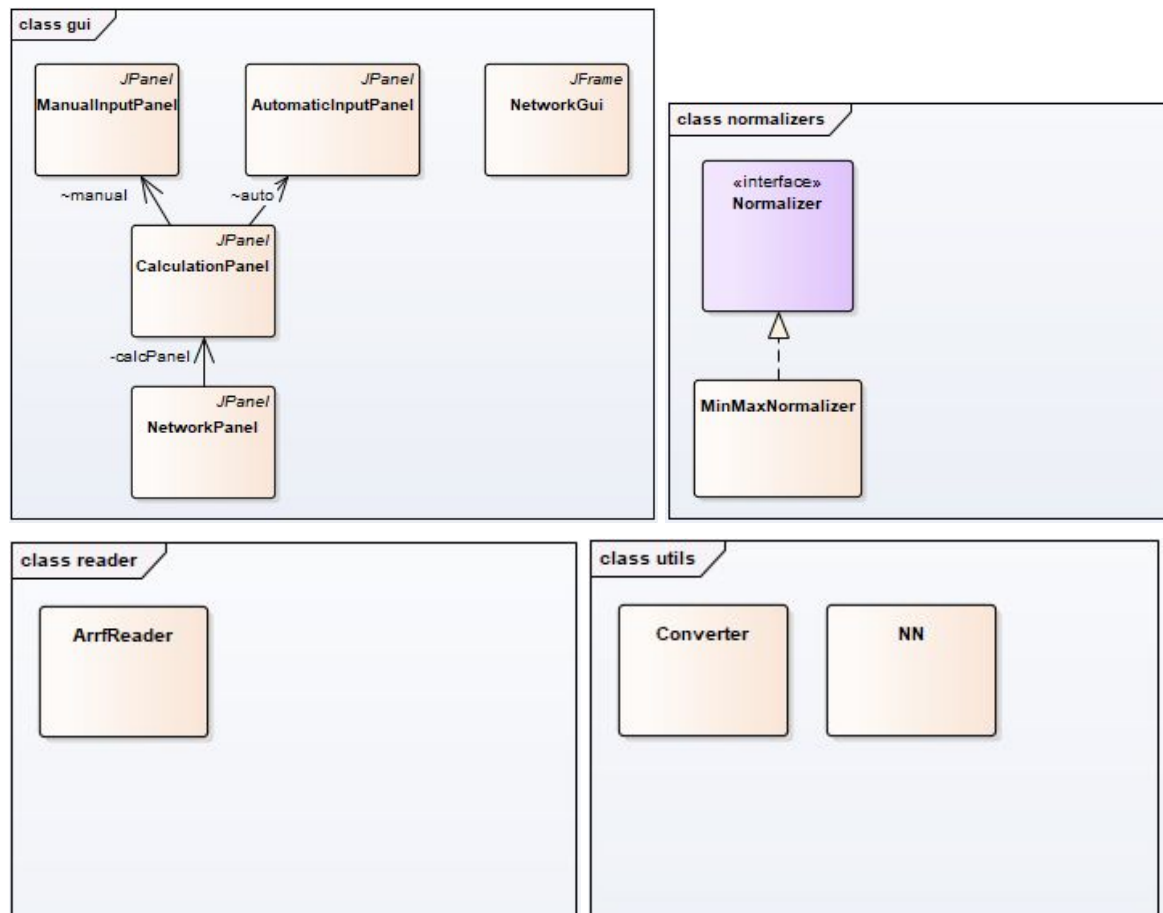 class gui
JPanel
ManualInputPanel
JPanel
AutomaticInputPanel
JFrame
NetworkGui
~manual
~auto
JPanel
CalculationPanel
-calcPanel
JPanel
NetworkPanel
class normalizers
«interface»
Normalizer
MinMaxNormalizer
class reader
ArrfReader
class utils
Converter
NN